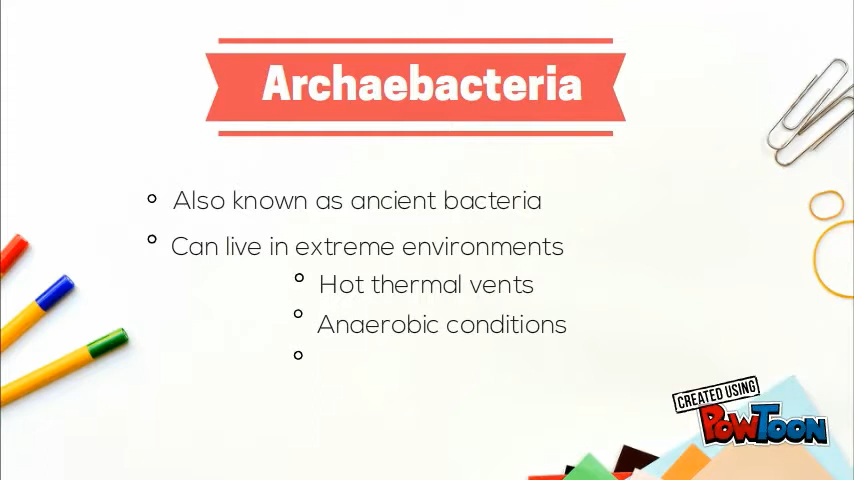 Archaebacteria
Also known as ancient bacteria
Can live in extreme environments
Hot thermal vents
Anaerobic conditions
CREATED USING
POWTOON